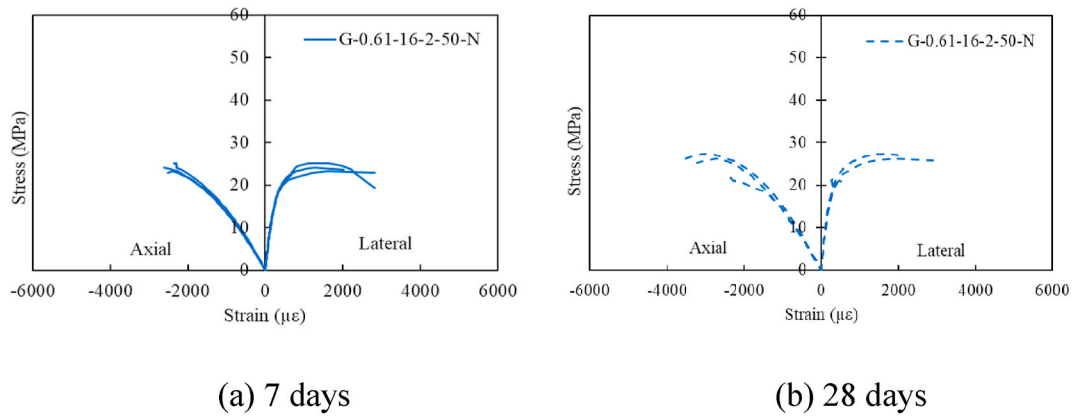 60
G-0.61-16-2-50-N
50
40
30
20
10
0
Stress (MPa)
Axial
Lateral
-6000
-4000
-2000
0
2000
4000
6000
Strain (με)
(a) 7 days
60
G-0.61-16-2-50-N
50
40
30
20
10
0
Stress (MPa)
Axial
Lateral
-6000
-4000
-2000
0
2000
4000
6000
Strain (με)
(b) 28 days